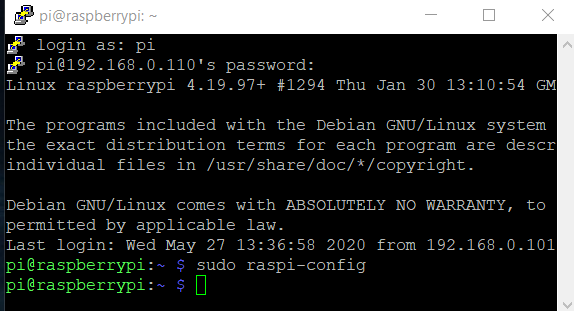 pi@raspberrypi: ~
login as: pi
pi@192.168.0.110's password:
Linux raspberrypi 4.19.97+ #1294 Thu Jan 30 13:10:54 GM
The programs included with the Debian GNU/Linux system
the exact distribution terms for each program are descr
individual files in /usr/share/doc/*/copyright.
Debian GNU/Linux comes with ABSOLUTELY NO WARRANTY, to
permitted by applicable law.
Last login: Wed May 27 13:36:58 2020 from 192.168.0.101
pi@raspberrypi:~ $ sudo raspi-config
pi@raspberrypi:~ $